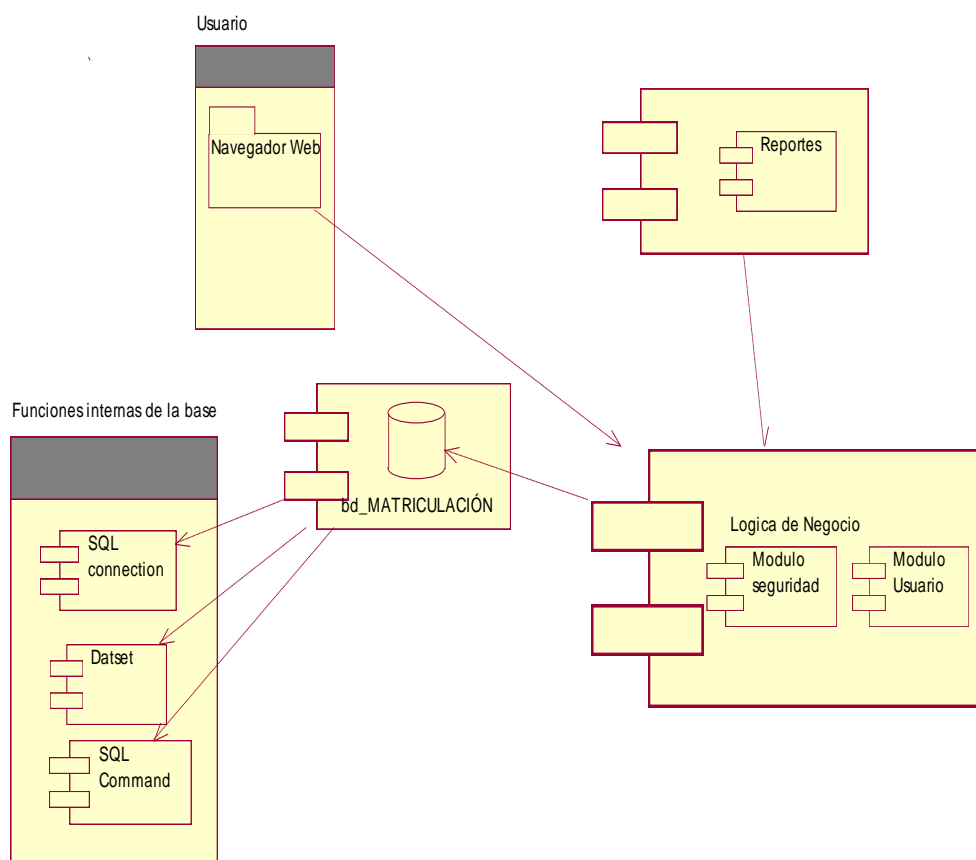 Usuario
Navegador Web
Reportes
Funciones internas de la base
bd_MATRICULACIÓN
SQL
connection
Datset
SQL
Command
Logica de Negocio
Modulo
seguridad
Modulo
Usuario